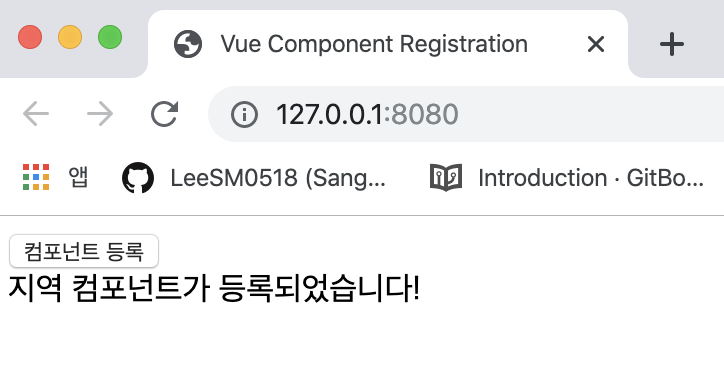 Vue Component Registration
127.0.0.1:8080
앱 LeeSM0518 (Sang... Introduction · GitBo...
컴포넌트 등록
지역 컴포넌트가 등록되었습니다!